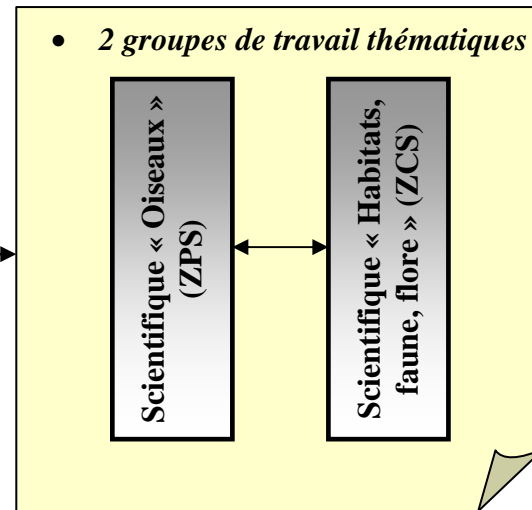 • 2 groupes de travail thématiques
Scientifique « Oiseaux »
(ZPS)
Scientifique « Habitats,
faune, flore » (ZCS)